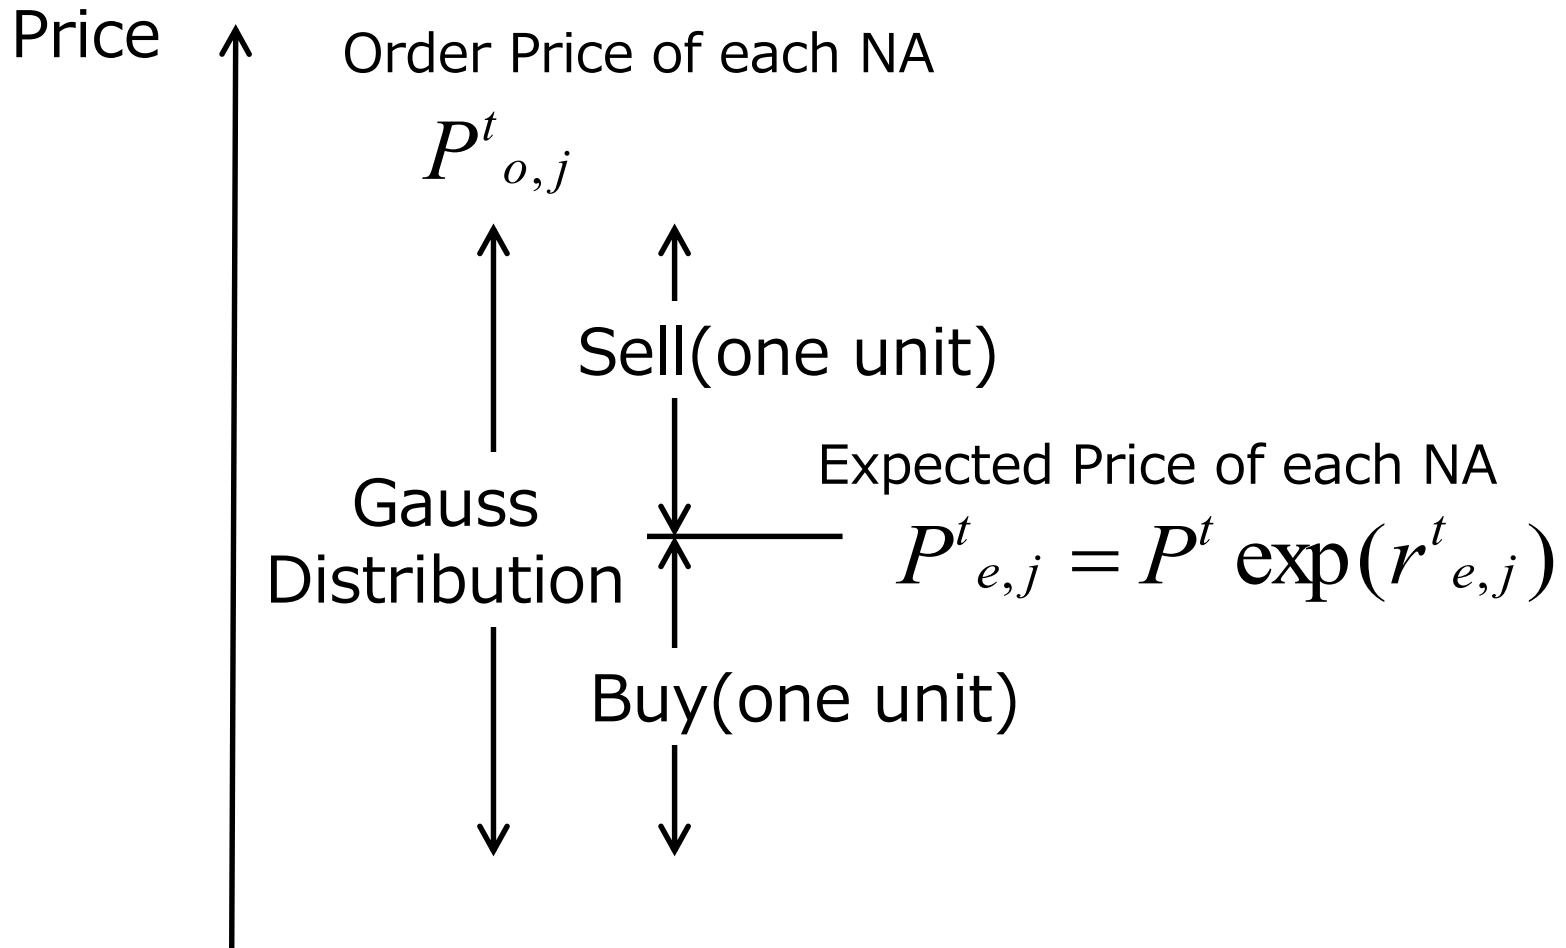 Price
Order Price of each NA
P^t_{o,j}
Sell(one unit)
Expected Price of each NA
Gauss
Distribution
P^t_{e,j} = P^t exp(r^t_{e,j})
Buy(one unit)